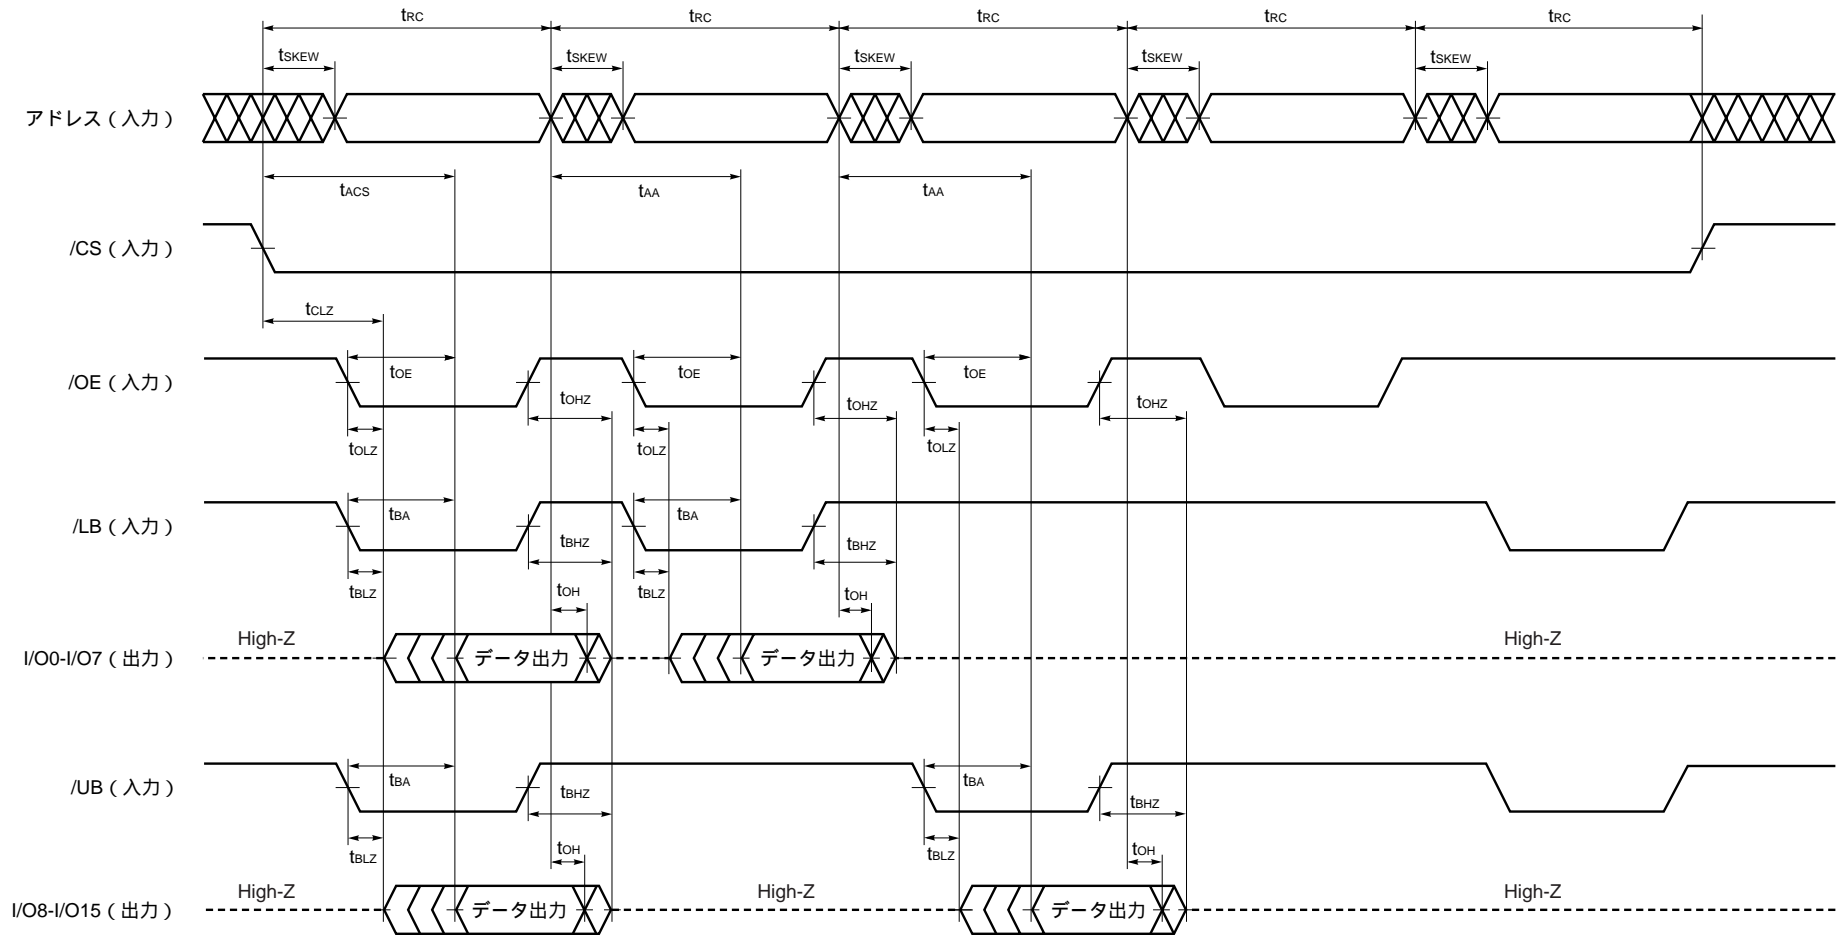 tRC tRC tRC tRC tRC
tSKEW tSKEW tSKEW tSKEW tSKEW
アドレス（入力）
tACS tAA tAA
/CS（入力）
tCLZ
/OE（入力）
tOE tOE tOE
tOHZ tOHZ tOHZ
tOLZ tOLZ tOLZ
/LB（入力）
tBA tBA
tBHZ tBHZ
tBLZ tBLZ
tOH tOH
I/O0-I/O7（出力）
High-Z データ出力 データ出力 High-Z
/UB（入力）
tBA tBA
tBHZ tBHZ
tBLZ tBLZ
tOH tOH
I/O8-I/O15（出力）
High-Z データ出力 High-Z データ出力 High-Z